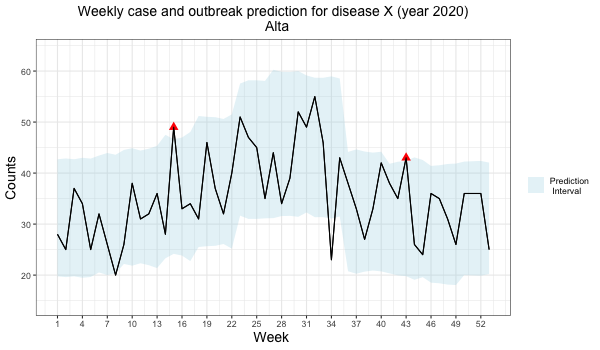 Weekly case and outbreak prediction for disease X (year 2020)
Alta
Counts
60
50
40
30
20
1 4 7 10 13 16 19 22 25 28 31 34 37 40 43 46 49 52
Week
Prediction
Interval